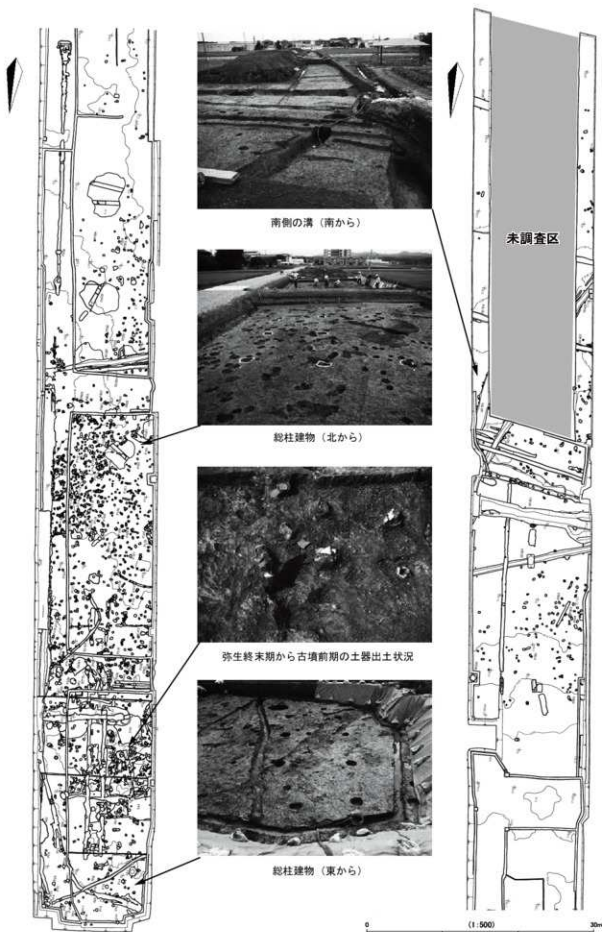 南側の溝（南から）
未調査区
総柱建物（北から）
弥生終末期から古墳前期の土器出土状況
総柱建物（東から）
0 (1:500) 30m